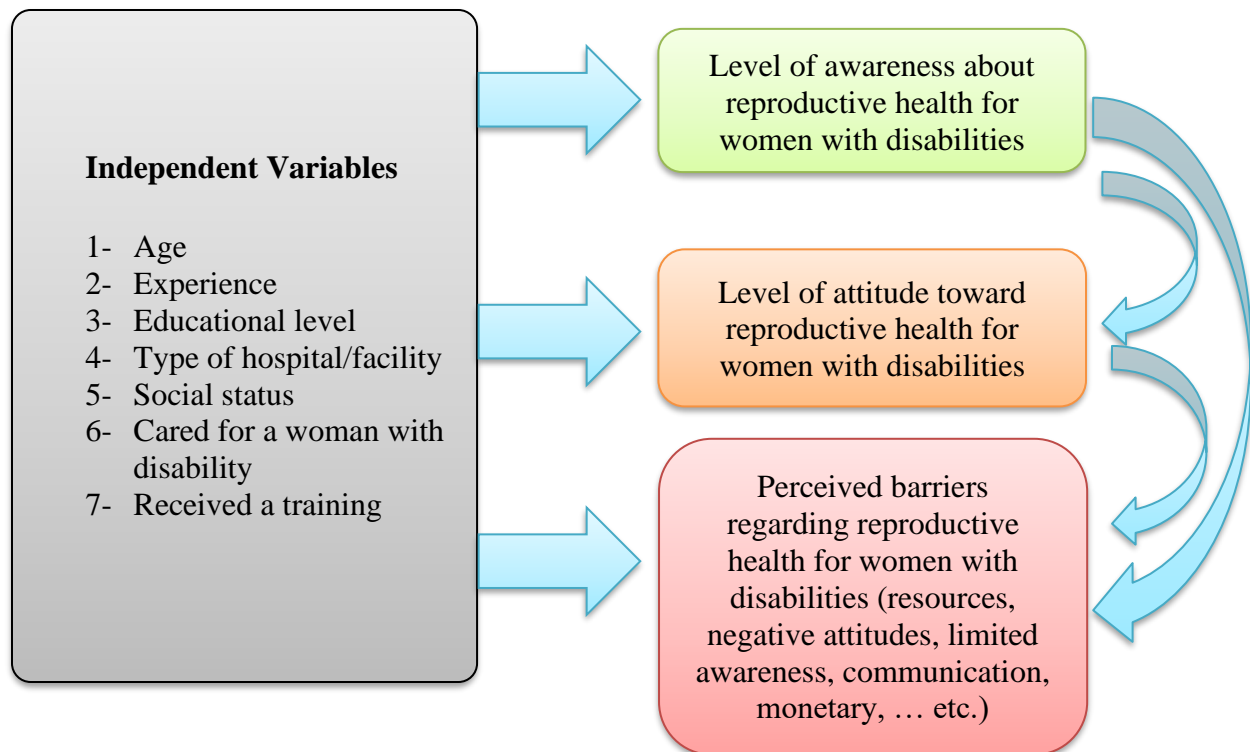 Independent Variables
1- Age
2- Experience
3- Educational level
4- Type of hospital/facility
5- Social status
6- Cared for a woman with
disability
7- Received a training
Level of awareness about
reproductive health for
women with disabilities
Level of attitude toward
reproductive health for
women with disabilities
Perceived barriers
regarding reproductive
health for women with
disabilities (resources,
negative attitudes, limited
awareness, communication,
monetary, … etc.)